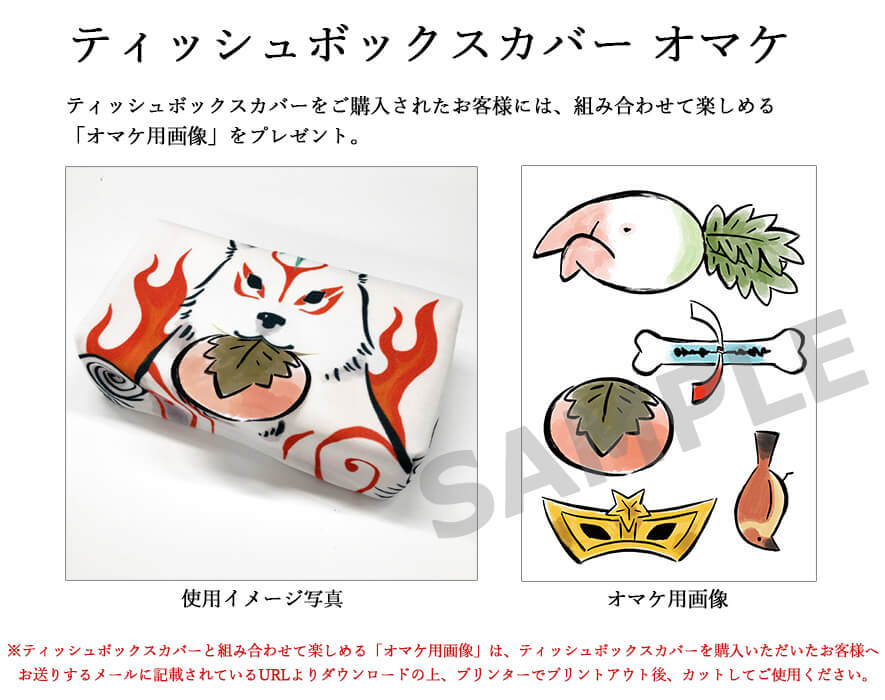 ティッシュボックスカバー オマケ
ティッシュボックスカバーをご購入されたお客様には、組み合わせて楽しめる
「オマケ用画像」をプレゼント。
SAMPLE
使用イメージ写真
オマケ用画像
※ティッシュボックスカバーと組み合わせて楽しめる「オマケ用画像」は、ティッシュボックスカバーを購入いただいたお客様へ
お送りするメールに記載されているURLよりダウンロードの上、プリンターでプリントアウト後、カットしてご使用ください。